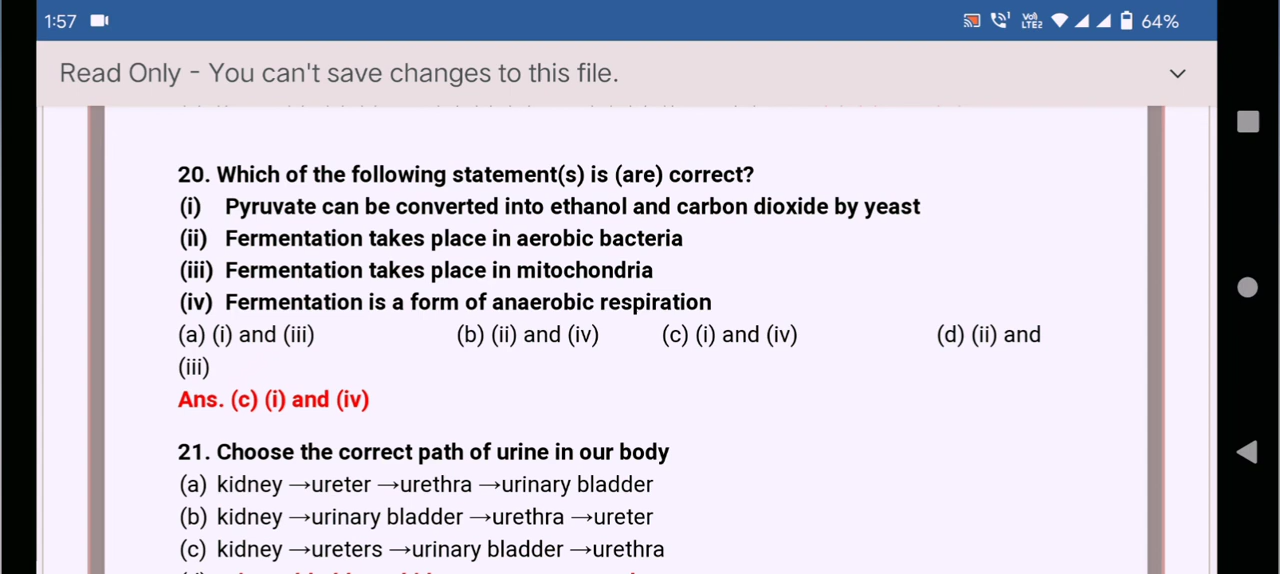 1:57
Vo) LTE2 64%
Read Only - You can't save changes to this file.
20. Which of the following statement(s) is (are) correct?
(i) Pyruvate can be converted into ethanol and carbon dioxide by yeast
(ii) Fermentation takes place in aerobic bacteria
(iii) Fermentation takes place in mitochondria
(iv) Fermentation is a form of anaerobic respiration
(a) (i) and (iii) (b) (ii) and (iv) (c) (i) and (iv) (d) (ii) and
(iii)
Ans. (c) (i) and (iv)
21. Choose the correct path of urine in our body
(a) kidney →ureter →urethra →urinary bladder
(b) kidney →urinary bladder →urethra →ureter
(c) kidney →ureters →urinary bladder →urethra